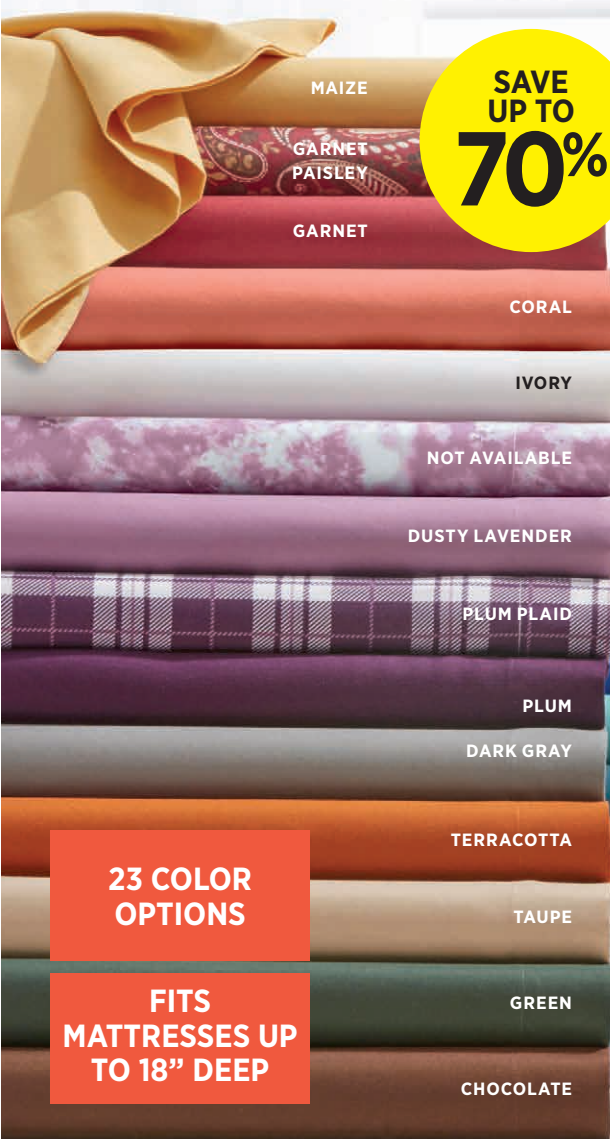 MAIZE
SAVE
UP TO
70%
GARNET
PAISLEY
GARNET
CORAL
IVORY
NOT AVAILABLE
DUSTY LAVENDER
PLUM PLAID
PLUM
DARK GRAY
TERRACOTTA
23 COLOR
OPTIONS
TAUPE
FITS
MATTRESSES UP
TO 18” DEEP
GREEN
CHOCOLATE